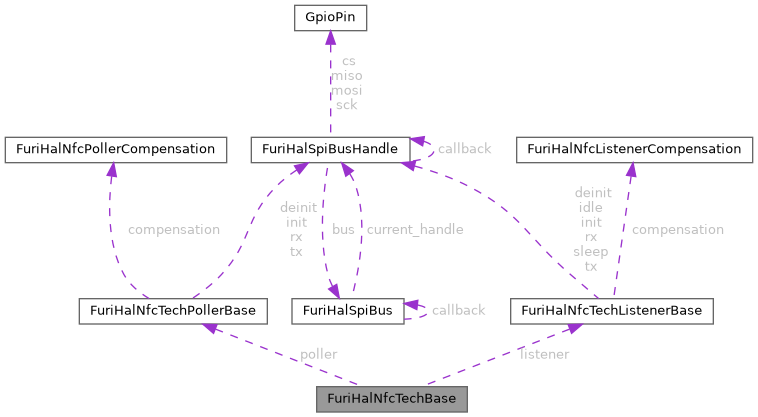 GpioPin
cs
miso
mosi
sck
FuriHalNfcPollerCompensation
FuriHalSpiBusHandle
callback
FuriHalNfcListenerCompensation
compensation
deinit
init
rx
tx
bus
current_handle
deinit
idle
init
rx
sleep
tx
compensation
FuriHalNfcTechPollerBase
FuriHalSpiBus
callback
FuriHalNfcTechListenerBase
poller
listener
FuriHalNfcTechBase